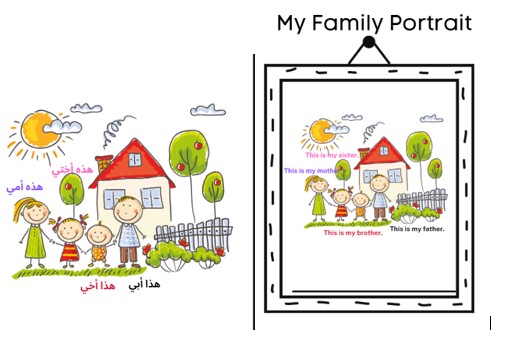 My Family Portrait
هذه أختي
هذه أمي
هذا أخي
هذا أبي
This is my sister.
This is my mother
This is my brother.
This is my father.